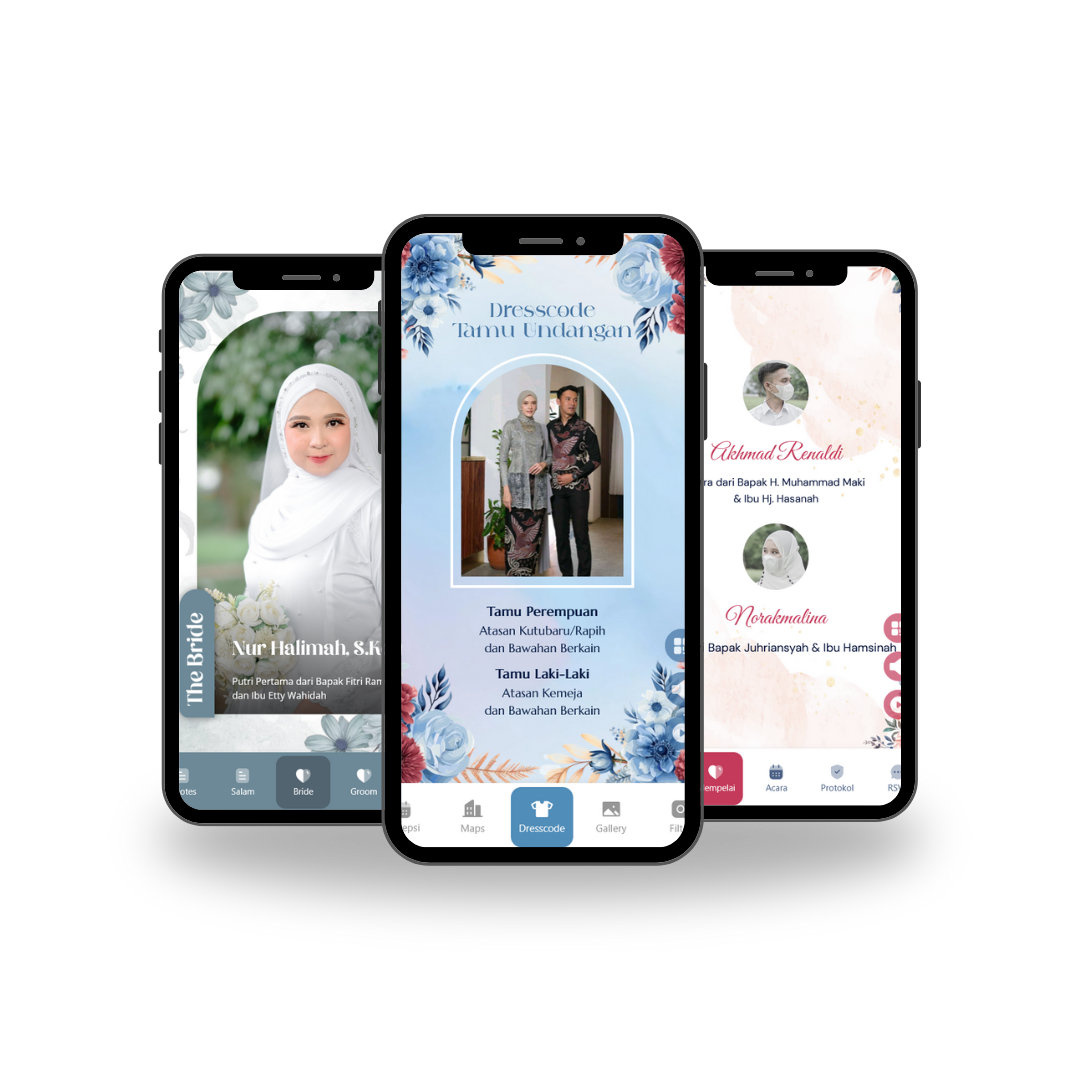 The Bride
Nur Halimah, S.K
Putri Pertama dari Bapak Fitri Ram
dan Ibu Etty Wahidah
otes
Salam
Bride
Groom
Dresscode
Tamu Undangan
Tamu Perempuan
Atasan Kutubaru/Rapih
dan Bawahan Berkain
Tamu Laki-Laki
Atasan Kemeja
dan Bawahan Berkain
epsi
Maps
Dresscode
Gallery
Filt
Akhmad Renaldi
ra dari Bapak H. Muhammad Maki
& Ibu Hj. Hasanah
Norakmalina
Bapak Juhriansyah & Ibu Hamsinah
empelai
Acara
Protokol
RSV